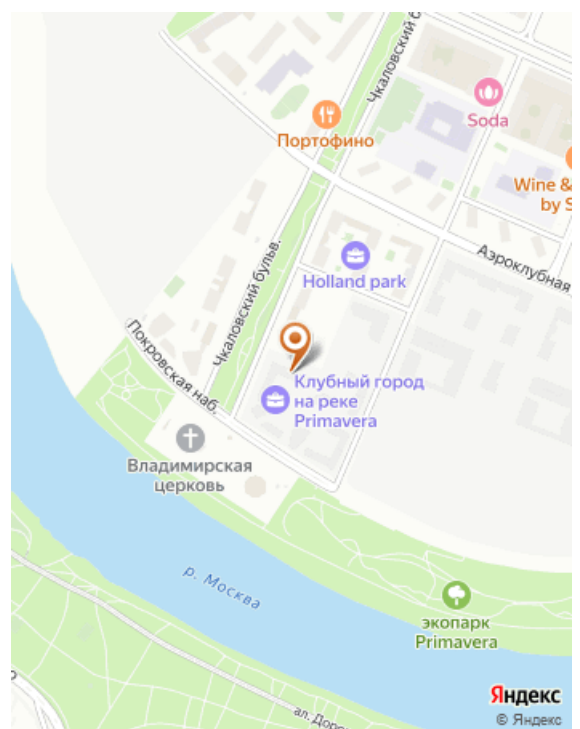 Чкаловский б
Soda
Портофино
Wine &
by S
Аэроклубная
Holland park
Чкаловский бульв.
Покровская наб.
Клубный город
на реке
Primavera
Владимирская
церковь
р. Москва
экопарк
Primavera
Яндекс
ал. Доро
© Яндекс